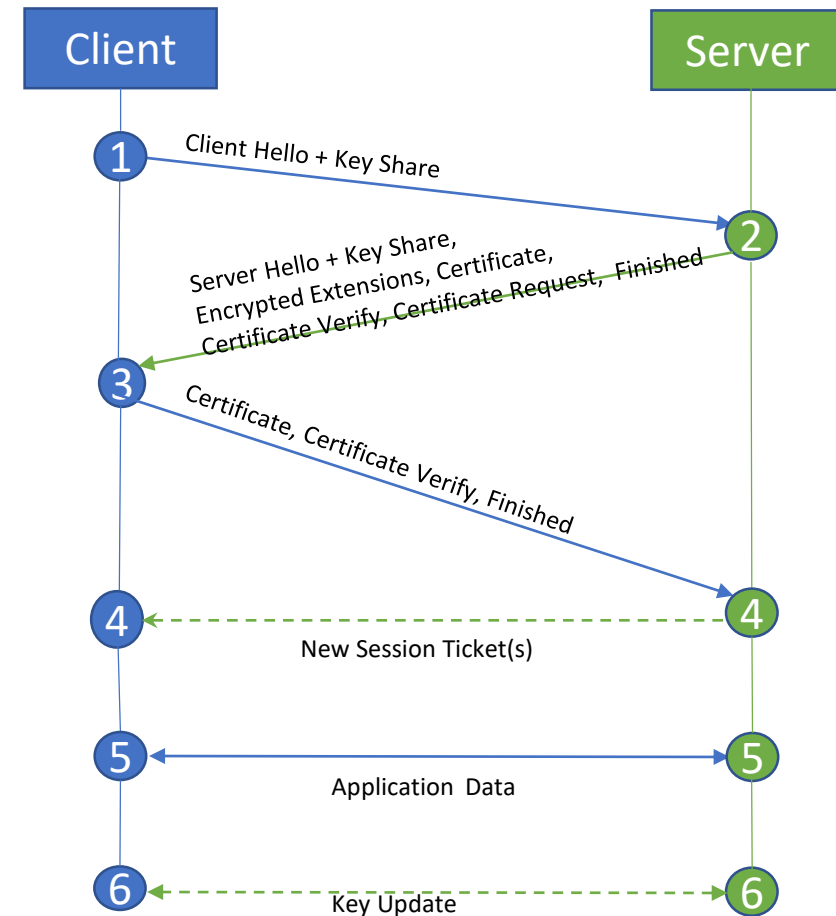 Client
Server
1
Client Hello + Key Share
2
Server Hello + Key Share,
Encrypted Extensions, Certificate,
Certificate Verify, Certificate Request, Finished
3
Certificate, Certificate Verify, Finished
4
4
New Session Ticket(s)
5
5
Application Data
6
6
Key Update